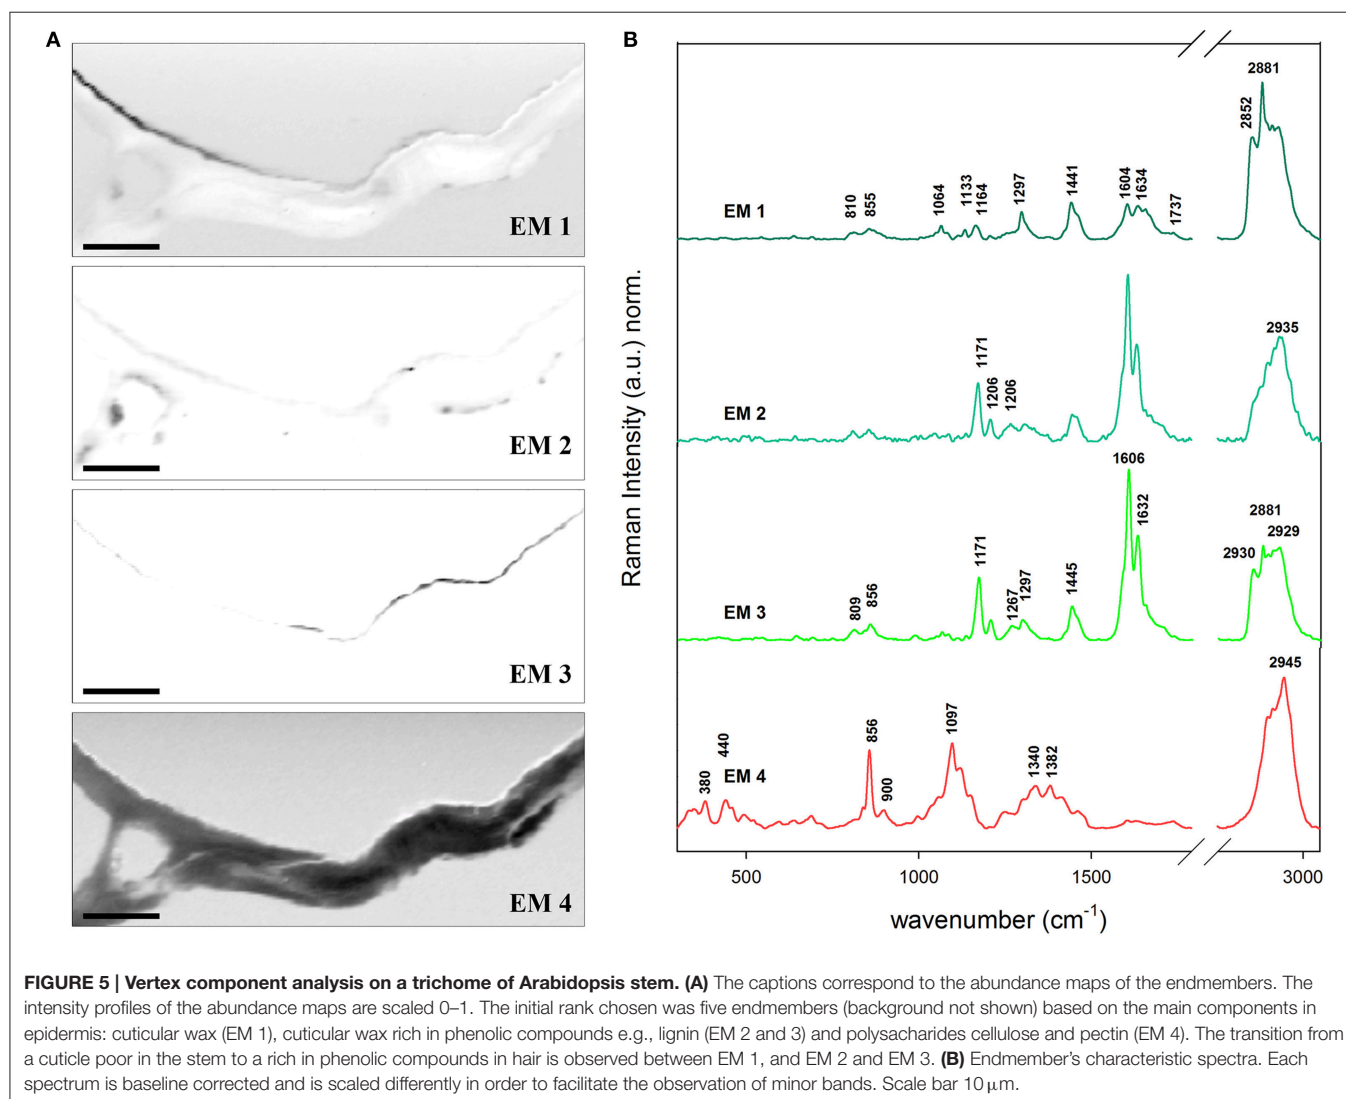 A
EM 1
EM 2
EM 3
EM 4
B
Raman Intensity (a.u.) norm.
EM 1
810
855
1064
1133
1164
1297
1441
1604
1634
1737
2852
2881
EM 2
1171
1206
1206
2935
EM 3
809
856
1171
1267
1297
1445
1606
1632
2930
2881
2929
EM 4
380
440
856
900
1097
1340
1382
2945
500
1000
1500
3000
wavenumber (cm⁻¹)
FIGURE 5 | Vertex component analysis on a trichome of Arabidopsis stem. (A) The captions correspond to the abundance maps of the endmembers. The
intensity profiles of the abundance maps are scaled 0–1. The initial rank chosen was five endmembers (background not shown) based on the main components in
epidermis: cuticular wax (EM 1), cuticular wax rich in phenolic compounds e.g., lignin (EM 2 and 3) and polysacharides cellulose and pectin (EM 4). The transition from
a cuticle poor in the stem to a rich in phenolic compounds in hair is observed between EM 1, and EM 2 and EM 3. (B) Endmember's characteristic spectra. Each
spectrum is baseline corrected and is scaled differently in order to facilitate the observation of minor bands. Scale bar 10 μm.